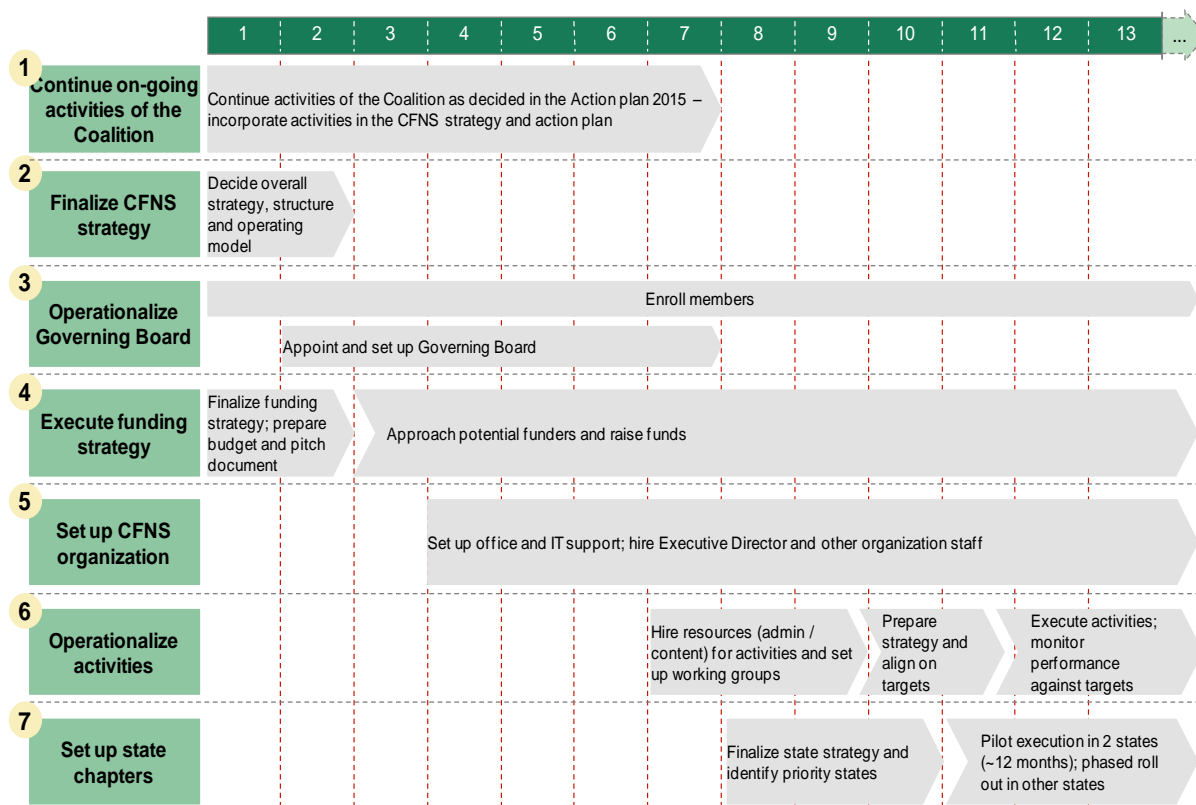 1 2 3 4 5 6 7 8 9 10 11 12 13 ...
1
Continue on-going
activities of the
Coalition
Continue activities of the Coalition as decided in the Action plan 2015 –
incorporate activities in the CFNS strategy and action plan
2
Finalize CFNS
strategy
Decide overall
strategy, structure
and operating
model
3
Operationalize
Governing Board
Enroll members
Appoint and set up Governing Board
4
Execute funding
strategy
Finalize funding
strategy; prepare
budget and pitch
document
Approach potential funders and raise funds
5
Set up CFNS
organization
Set up office and IT support; hire Executive Director and other organization staff
6
Operationalize
activities
Hire resources (admin /
content) for activities and set
up working groups
Prepare
strategy and
align on
targets
Execute activities;
monitor
performance
against targets
7
Set up state
chapters
Finalize state strategy and
identify priority states
Pilot execution in 2 states
(~12 months); phased roll
out in other states